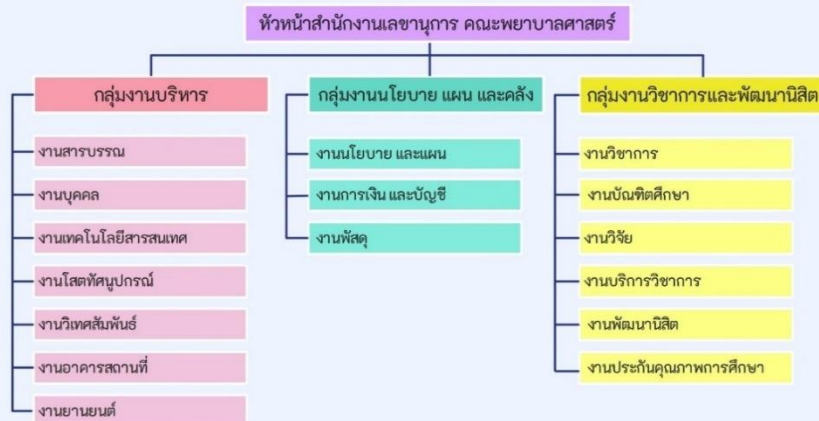 หัวหน้าสำนักงานเลขานุการ คณะพยาบาลศาสตร์
กลุ่มงานบริหาร
งานสารบรรณ
งานบุคคล
งานเทคโนโลยีสารสนเทศ
งานโสตทัศนูปกรณ์
งานวิเทศสัมพันธ์
งานอาคารสถานที่
งานยานยนต์
กลุ่มงานนโยบาย แผน และคลัง
งานนโยบาย และแผน
งานการเงิน และบัญชี
งานพัสดุ
กลุ่มงานวิชาการและพัฒนานิสิต
งานวิชาการ
งานบัณฑิตศึกษา
งานวิจัย
งานบริการวิชาการ
งานพัฒนานิสิต
งานประกันคุณภาพการศึกษา